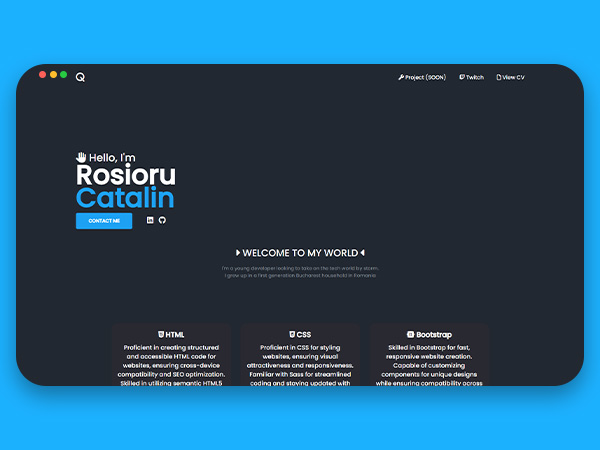 Project (SOON) Twitch View CV
Hello, I'm
Rosioru
Catalin
CONTACT ME
WELCOME TO MY WORLD
I'm a young developer looking to take on the tech world by storm.
I grew up in a first generation Bucharest household in Romania.
HTML
Proficient in creating structured
and accessible HTML code for
websites, ensuring cross-device
compatibility and SEO optimization.
Skilled in utilizing semantic HTML5
CSS
Proficient in CSS for styling
websites, ensuring visual
attractiveness and responsiveness.
Familiar with Sass for streamlined
coding and staying updated with
Bootstrap
Skilled in Bootstrap for fast,
responsive website creation.
Capable of customizing
components for unique designs
while ensuring compatibility across